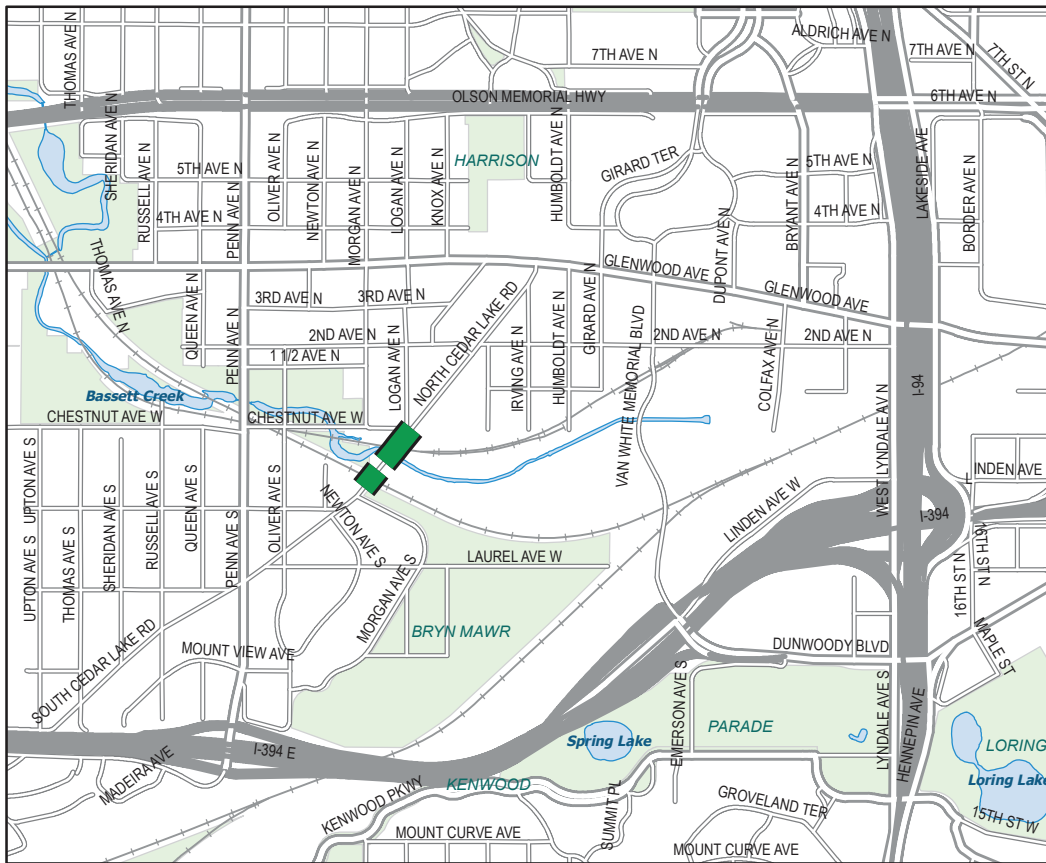 ALDRICH AVE N
THOMAS AVE N
7TH AVE N
7TH AVE N
7TH ST N
OLSON MEMORIAL HWY
6TH AVE N
SHERIDAN AVE N
RUSSELL AVE N
5TH AVE N
PENN AVE N
OLIVER AVE N
NEWTON AVE N
MORGAN AVE N
LOGAN AVE N
KNOX AVE N
HARRISON
HUMBOLDT AVE N
GIRARD TER
5TH AVE N
BRYANT AVE N
LAKESIDE AVE
BORDER AVE N
4TH AVE N
4TH AVE N
DUPONT AVE N
THOMAS AVE N
GLENWOOD AVE
GLENWOOD AVE
QUEEN AVE N
3RD AVE N
3RD AVE N
NORTH CEDAR LAKE RD
GIRARD AVE N
PENN AVE N
2ND AVE N
2ND AVE N
2ND AVE N
1 1/2 AVE N
LOGAN AVE N
IRVING AVE N
HUMBOLDT AVE N
VAN WHITE MEMORIAL BLVD
COLFAX AVE N
I-94
Bassett Creek
CHESTNUT AVE W
CHESTNUT AVE W
WEST LYNDALE AV N
UPTON AVE S
UPTON AVE S
THOMAS AVE S
SHERIDAN AVE S
RUSSELL AVE S
QUEEN AVE S
PENN AVE S
OLIVER AVE S
NEWTON AVE S
LINDEN AVE W
LINDEN AVE
I-394
16TH ST N
16TH ST N
LAUREL AVE W
MORGAN AVE S
BRYN MAWR
SOUTH CEDAR LAKE RD
MOUNT VIEW AVE
DUNWOODY BLVD
MAPLE ST
EMERSON AVE S
PARADE
LYNDALE AVE S
HENNEPIN AVE
I-394 E
Spring Lake
LORING
Loring Lake
MADEIRA AVE
KENWOOD PKWY
KENWOOD
SUMMIT PL
GROVELAND TER
15TH ST W
MOUNT CURVE AVE
MOUNT CURVE AVE